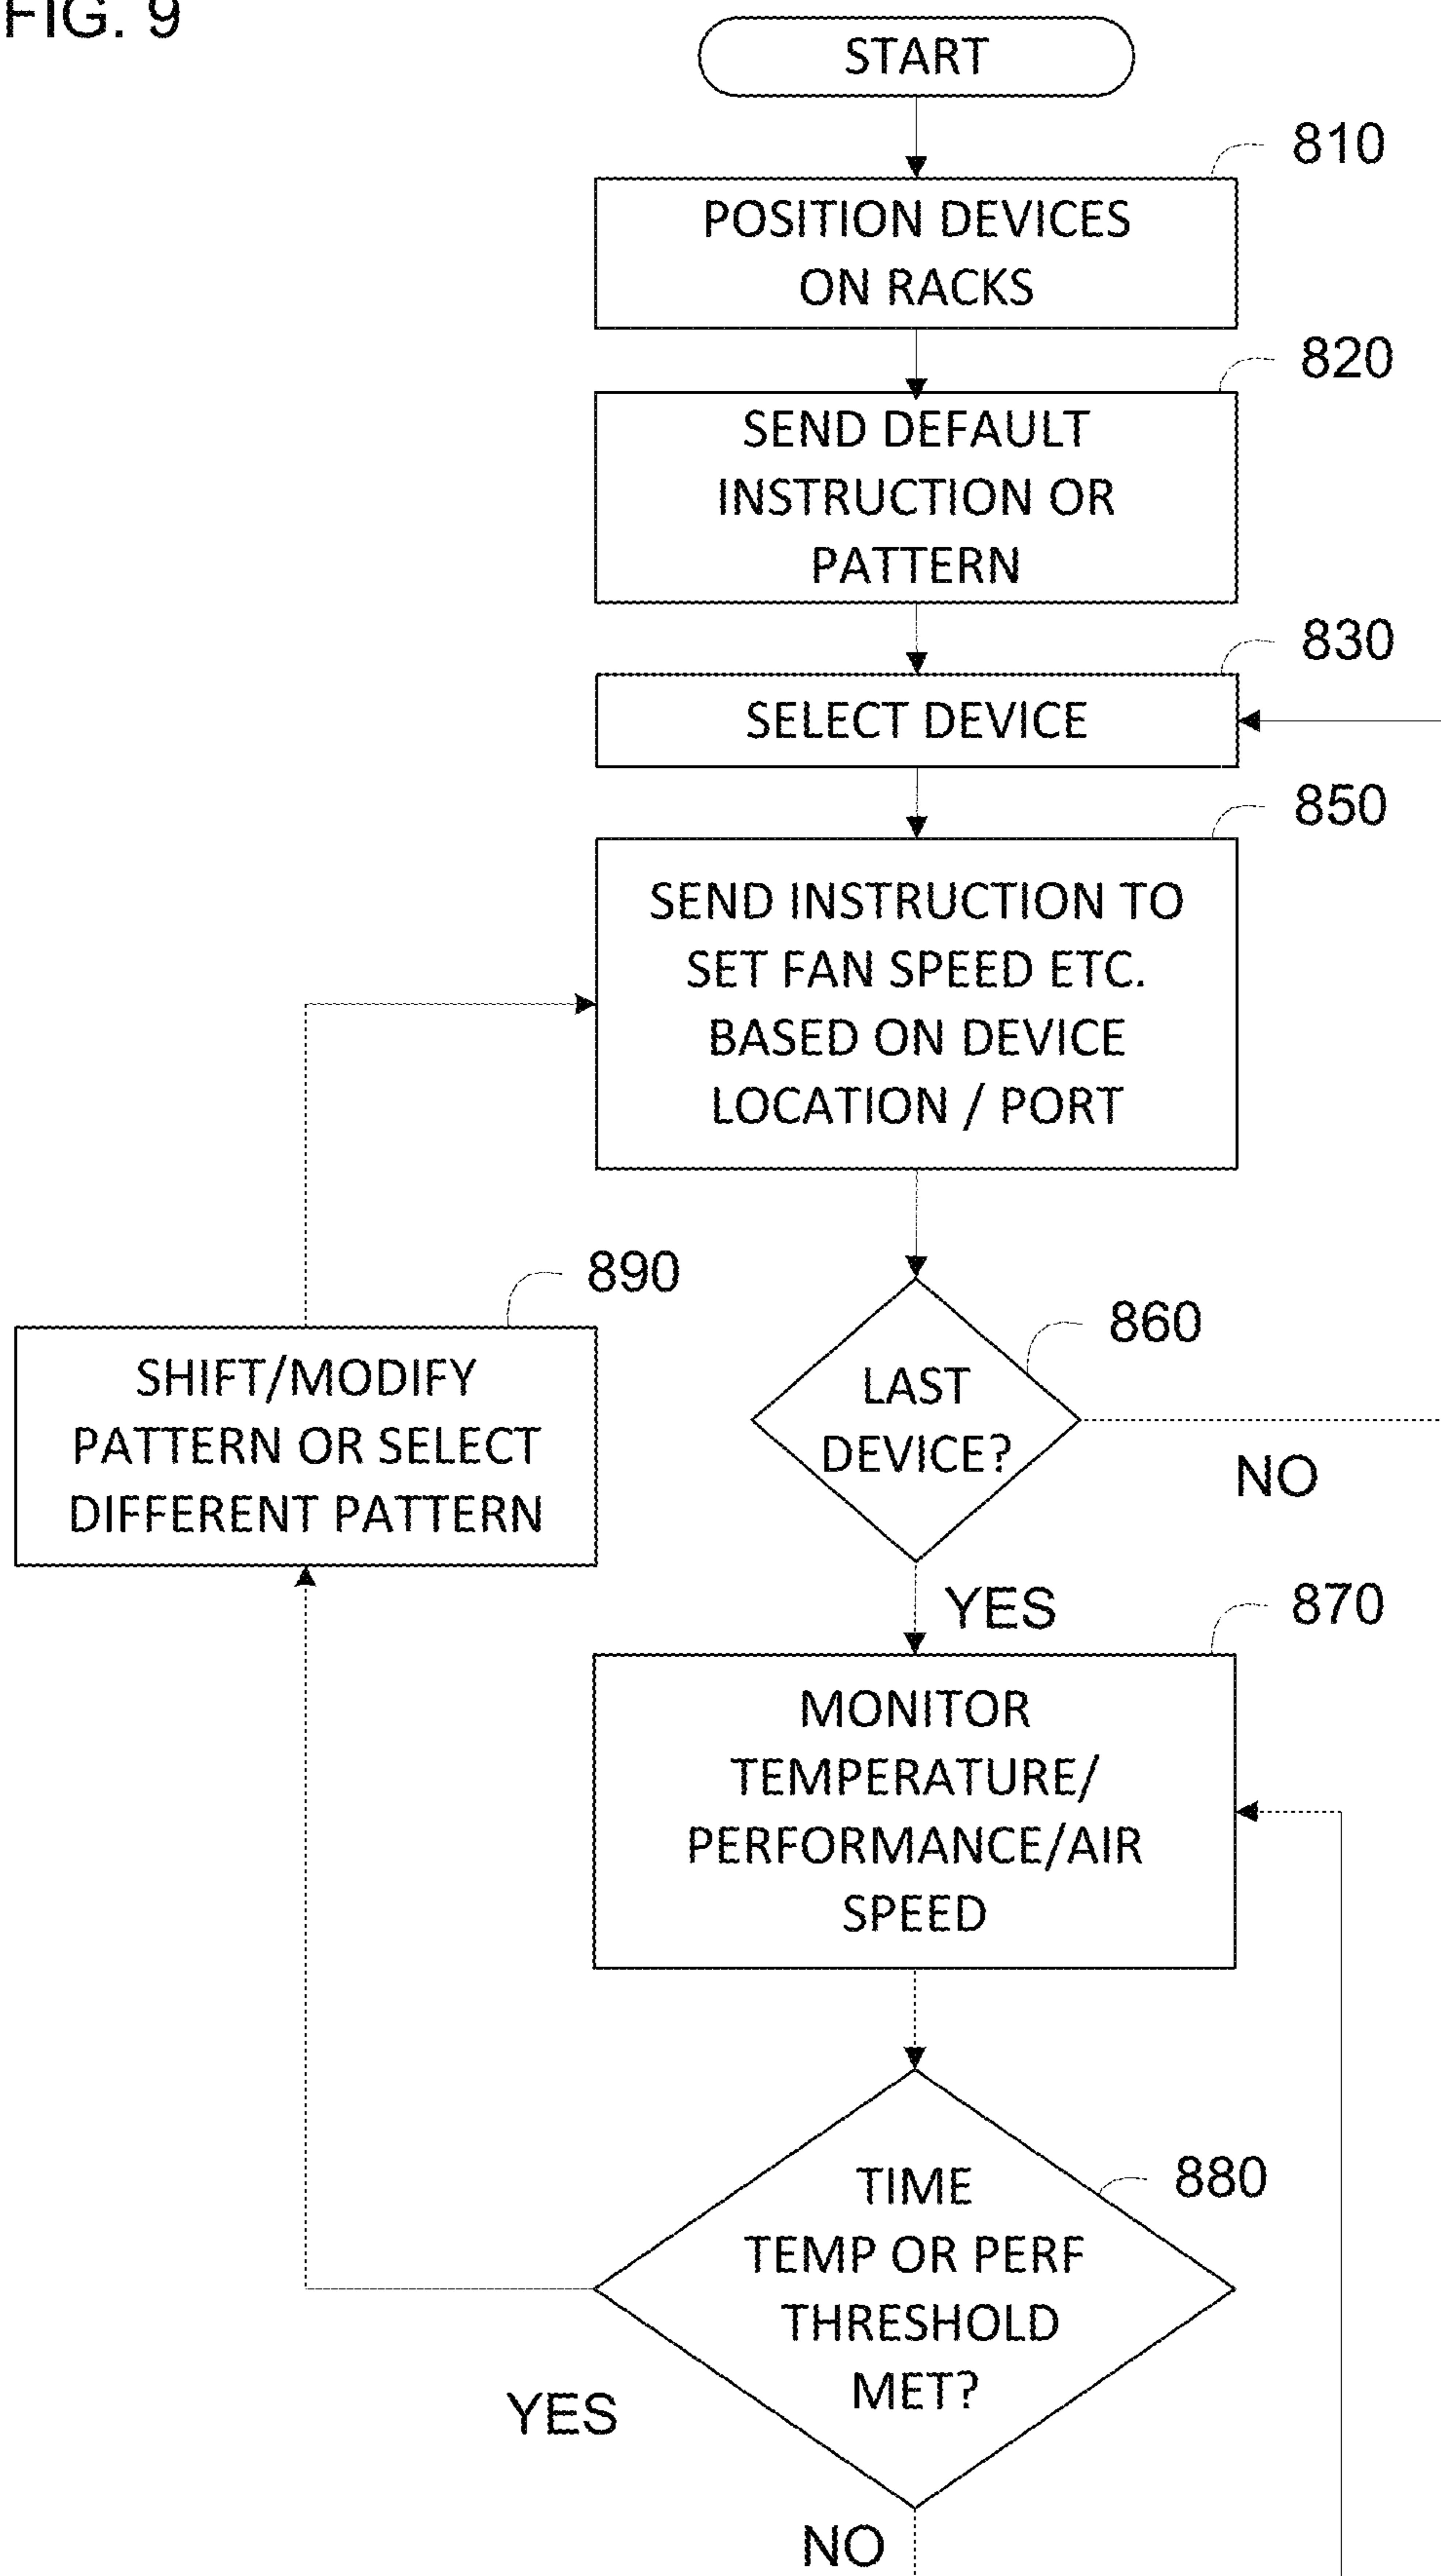 FIG. 9
START
810
POSITION DEVICES
ON RACKS
820
SEND DEFAULT
INSTRUCTION OR
PATTERN
830
SELECT DEVICE
850
SEND INSTRUCTION TO
SET FAN SPEED ETC.
BASED ON DEVICE
LOCATION / PORT
890
SHIFT/MODIFY
PATTERN OR SELECT
DIFFERENT PATTERN
860
LAST
DEVICE?
NO
YES
870
MONITOR
TEMPERATURE/
PERFORMANCE/AIR
SPEED
880
TIME
TEMP OR PERF
THRESHOLD
MET?
YES
NO